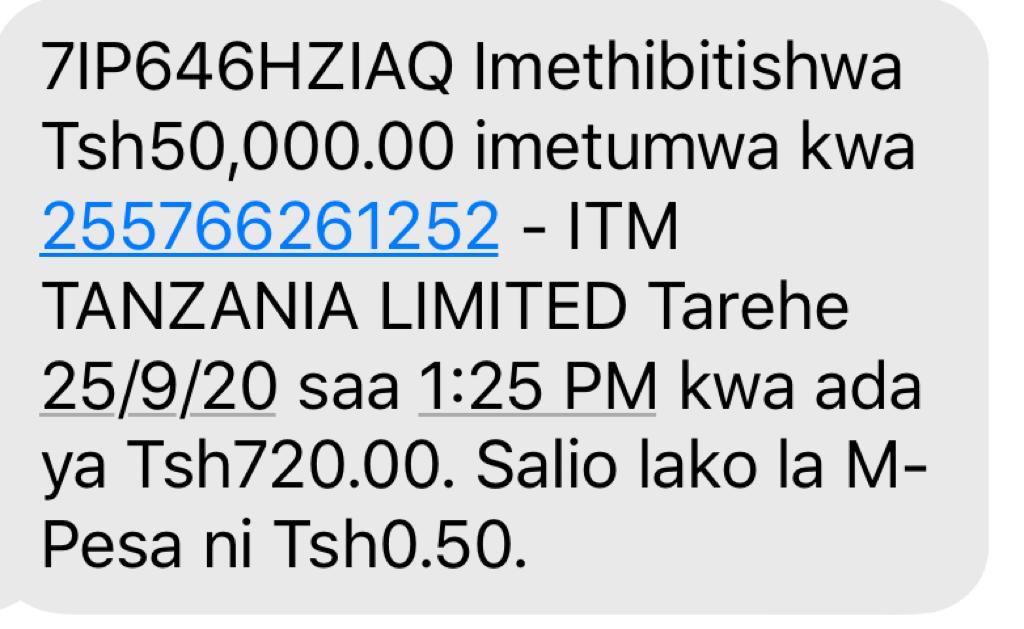 7IP646HZIAQ Imethibitishwa
Tsh50,000.00 imetumwa kwa
255766261252 - ITM
TANZANIA LIMITED Tarehe
25/9/20 saa 1:25 PM kwa ada
ya Tsh720.00. Salio lako la M-
Pesa ni Tsh0.50.